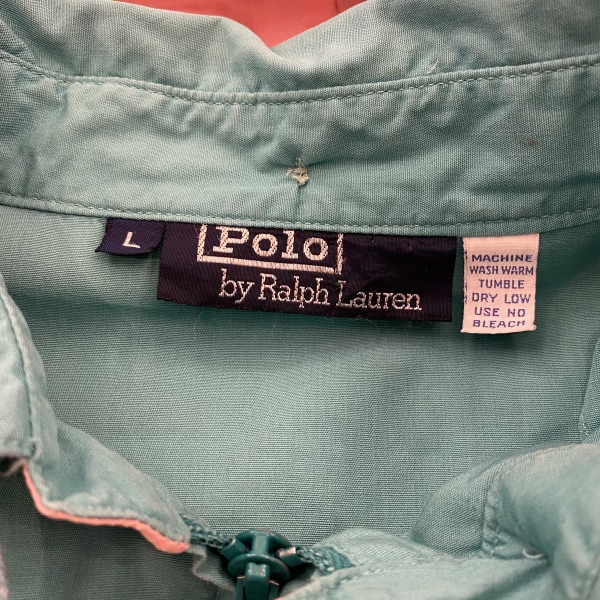 L
Polo
by Ralph Lauren
MACHINE
WASH WARM
TUMBLE
DRY LOW
USE NO
BLEACH